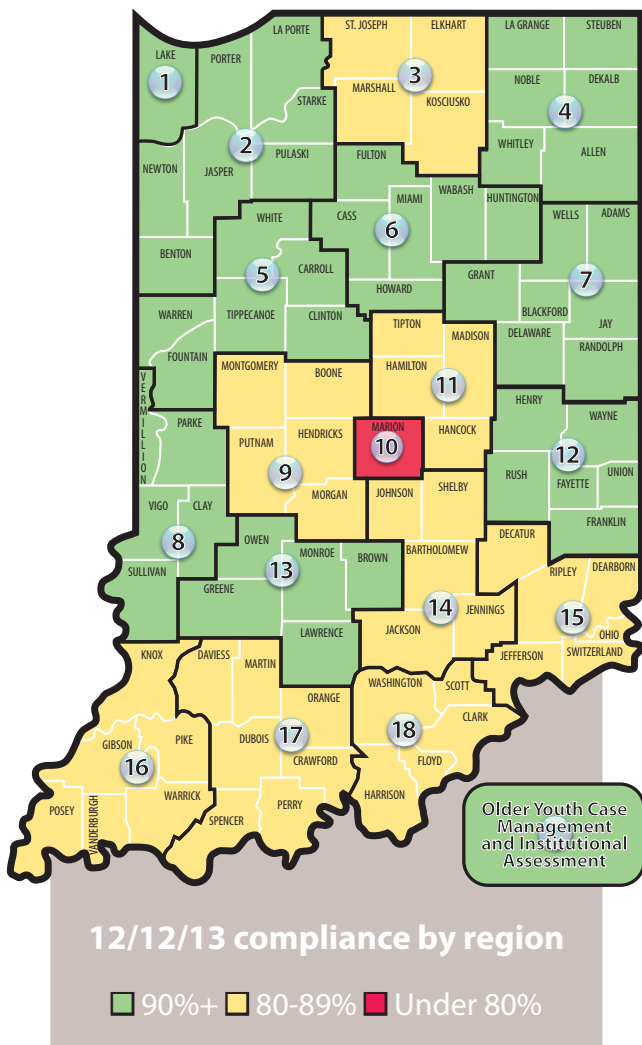 ST. JOSEPH
ELKHART
LA GRANGE
STEUBEN
LA PORTE
LAKE
PORTER
1
3
NOBLE
DEKALB
MARSHALL
STARKE
KOSCIUSKO
4
2
WHITLEY
ALLEN
NEWTON
JASPER
PULASKI
FULTON
WABASH
MIAMI
HUNTINGTON
WHITE
CASS
WELLS
ADAMS
6
BENTON
CARROLL
5
GRANT
7
HOWARD
WARREN
TIPPECANOE
CLINTON
BLACKFORD
TIPTON
JAY
MADISON
DELAWARE
RANDOLPH
FOUNTAIN
MONTGOMERY
BOONE
HAMILTON
11
VERMILLION
HENRY
WAYNE
PARKE
HENDRICKS
MARION
HANCOCK
PUTNAM
10
12
9
RUSH
FAYETTE
UNION
VIGO
CLAY
MORGAN
JOHNSON
SHELBY
FRANKLIN
8
OWEN
MONROE
DECATUR
BROWN
BARTHOLOMEW
SULLIVAN
13
RIPLEY
DEARBORN
GREENE
14
JENNINGS
15
LAWRENCE
JACKSON
OHIO
KNOX
DAVIESS
MARTIN
JEFFERSON
SWITZERLAND
WASHINGTON
SCOTT
ORANGE
CLARK
GIBSON
PIKE
DUBOIS
17
18
CRAWFORD
FLOYD
16
WARRICK
HARRISON
POSEY
VANDERBURGH
SPENCER
PERRY
Older Youth Case
Management
and Institutional
Assessment
12/12/13 compliance by region
90%+ 80-89% Under 80%